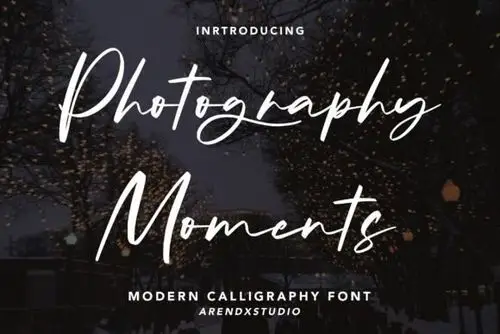 INRTRODUCING
Photography
Moments
MODERN CALLIGRAPHY FONT
ARENDXSTUDIO